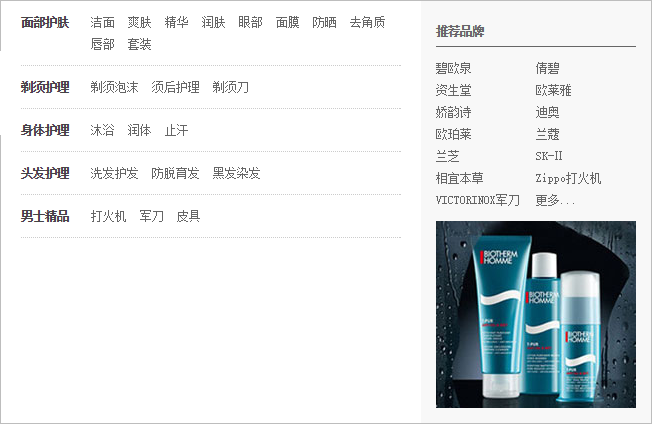 面部护肤 洁面 爽肤 精华 润肤 眼部 面膜 防晒 去角质
唇部 套装
剃须护理 剃须泡沫 须后护理 剃须刀
身体护理 沐浴 润体 止汗
头发护理 洗发护发 防脱育发 黑发染发
男士精品 打火机 军刀 皮具
推荐品牌
碧欧泉 倩碧
资生堂 欧莱雅
娇韵诗 迪奥
欧珀莱 兰蔻
兰芝 SK-II
相宜本草 Zippo打火机
VICTORINOX军刀 更多...
BIOTHERM
HOMME
T-PUR
BIOTHERM
HOMME
T-PUR
BIOTHERM
HOMME
T-PUR